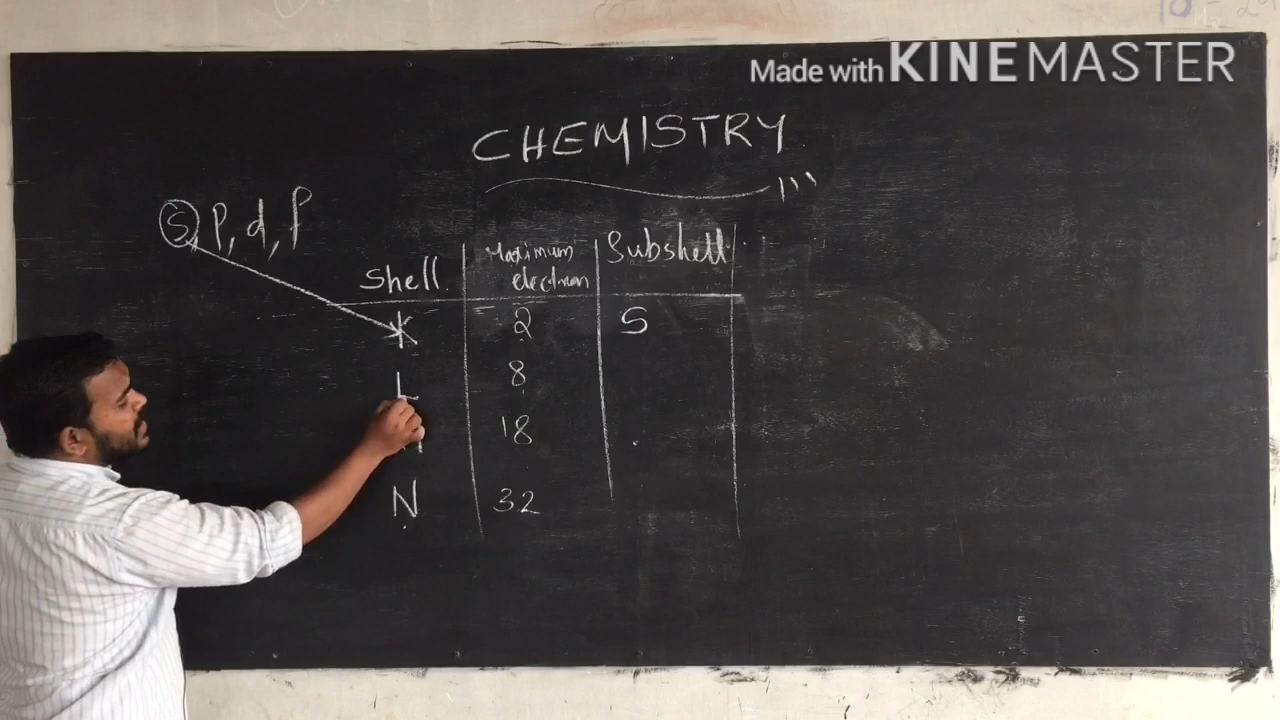 Made with KINEMASTER
CHEMISTRY
S, p, d, f
Shell Maximum electron Subshell
K 2 S
L 8
18
N 32